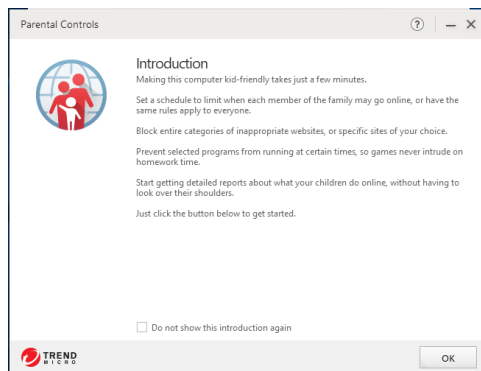 Parental Controls
?
Introduction
Making this computer kid-friendly takes just a few minutes.
Set a schedule to limit when each member of the family may go online, or have the
same rules apply to everyone.
Block entire categories of inappropriate websites, or specific sites of your choice.
Prevent selected programs from running at certain times, so games never intrude on
homework time.
Start getting detailed reports about what your children do online, without having to
look over their shoulders.
Just click the button below to get started.
Do not show this introduction again
TREND
MICRO
OK